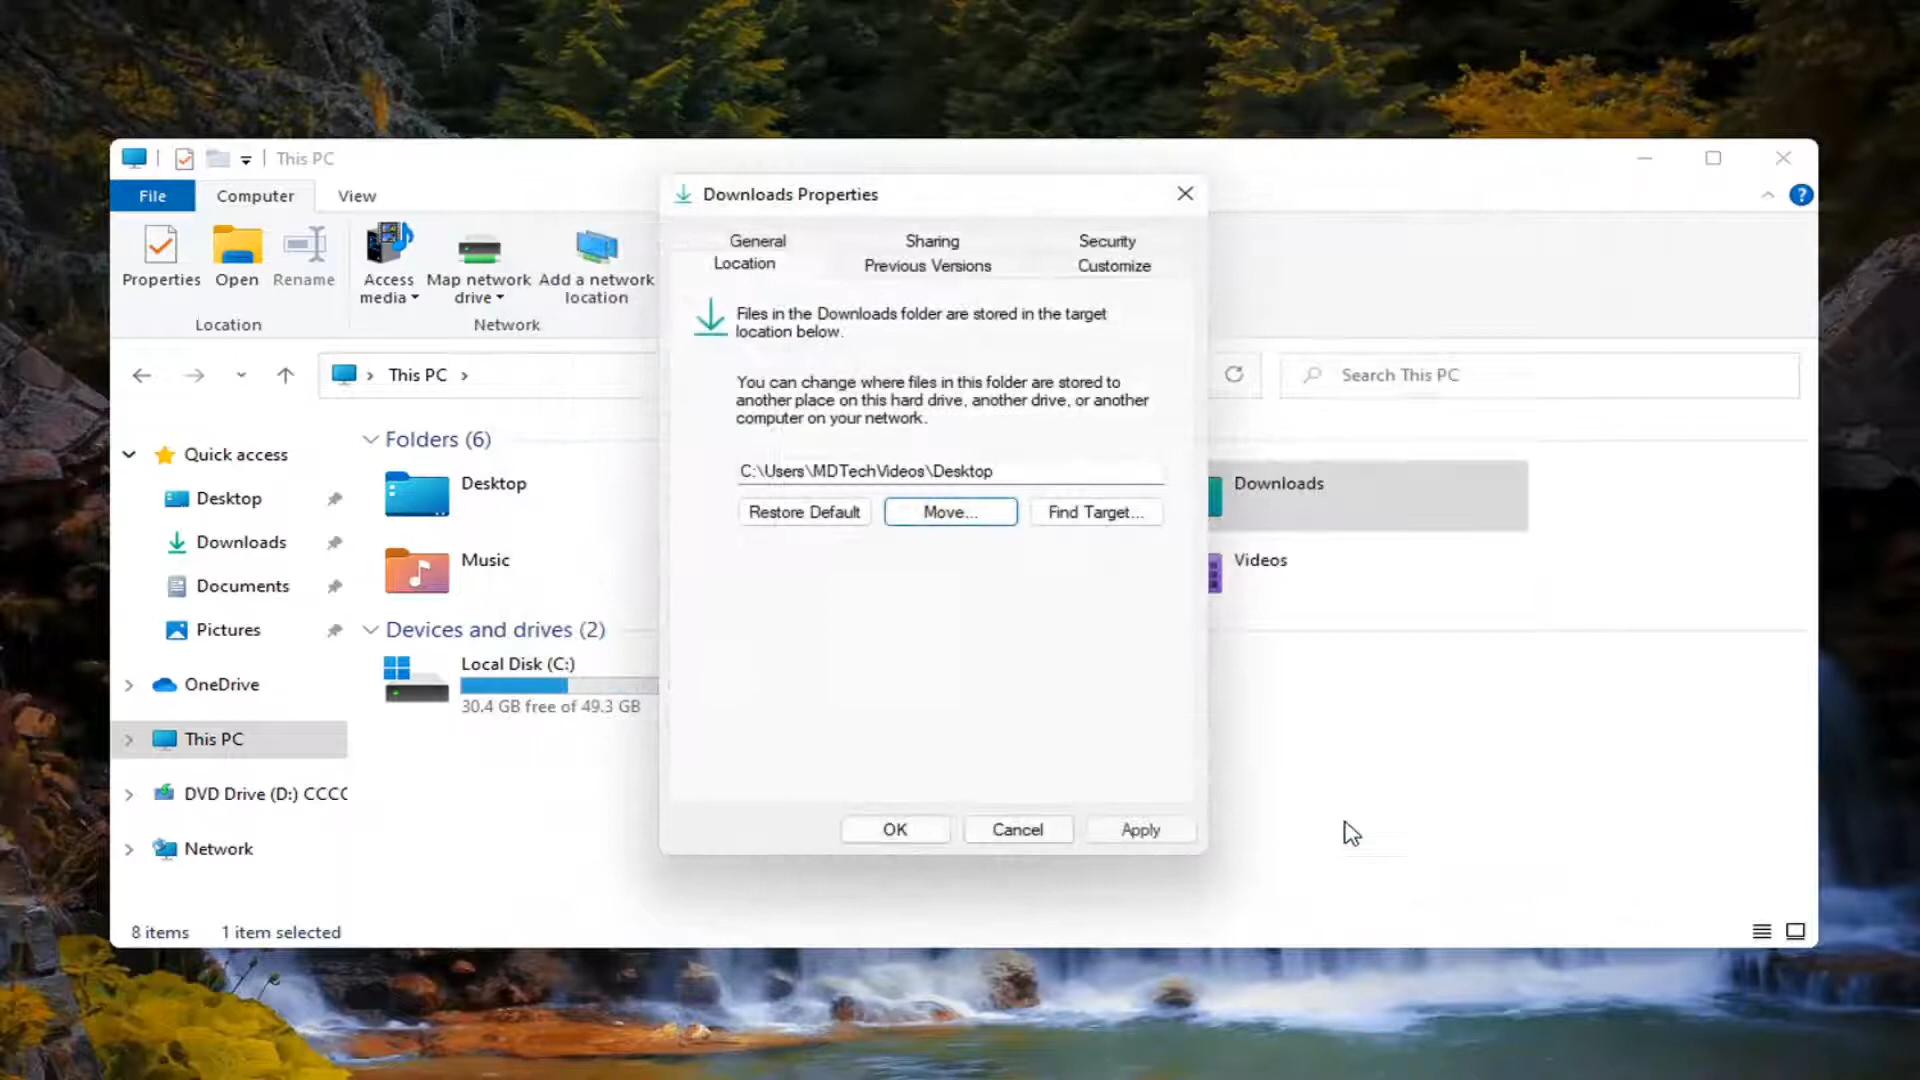 This PC
File
Computer
View
Properties
Open
Rename
Access
media
Map network
drive
Add a network
location
Location
Network
This PC
Search This PC
Quick access
Desktop
Downloads
Documents
Pictures
OneDrive
This PC
DVD Drive (D:) CCCC
Network
Folders (6)
Desktop
Music
Downloads
Videos
Devices and drives (2)
Local Disk (C:)
30.4 GB free of 49.3 GB
8 items
1 item selected
Downloads Properties
General
Sharing
Security
Location
Previous Versions
Customize
Files in the Downloads folder are stored in the target
location below.
You can change where files in this folder are stored to
another place on this hard drive, another drive, or another
computer on your network.
C:\Users\MDTechVideos\Desktop
Restore Default
Move...
Find Target...
OK
Cancel
Apply
?